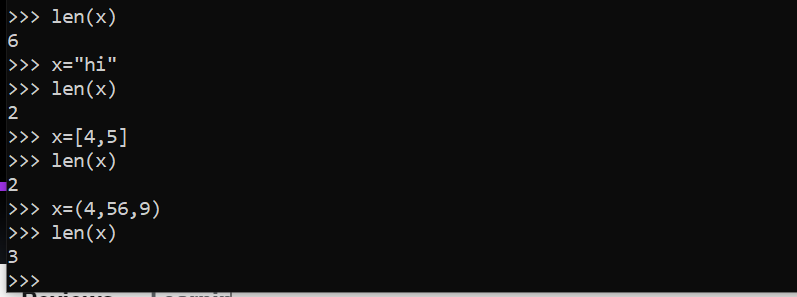 >>> len(x)
6
>>> x="hi"
>>> len(x)
2
>>> x=[4,5]
>>> len(x)
2
>>> x=(4,56,9)
>>> len(x)
3
>>>